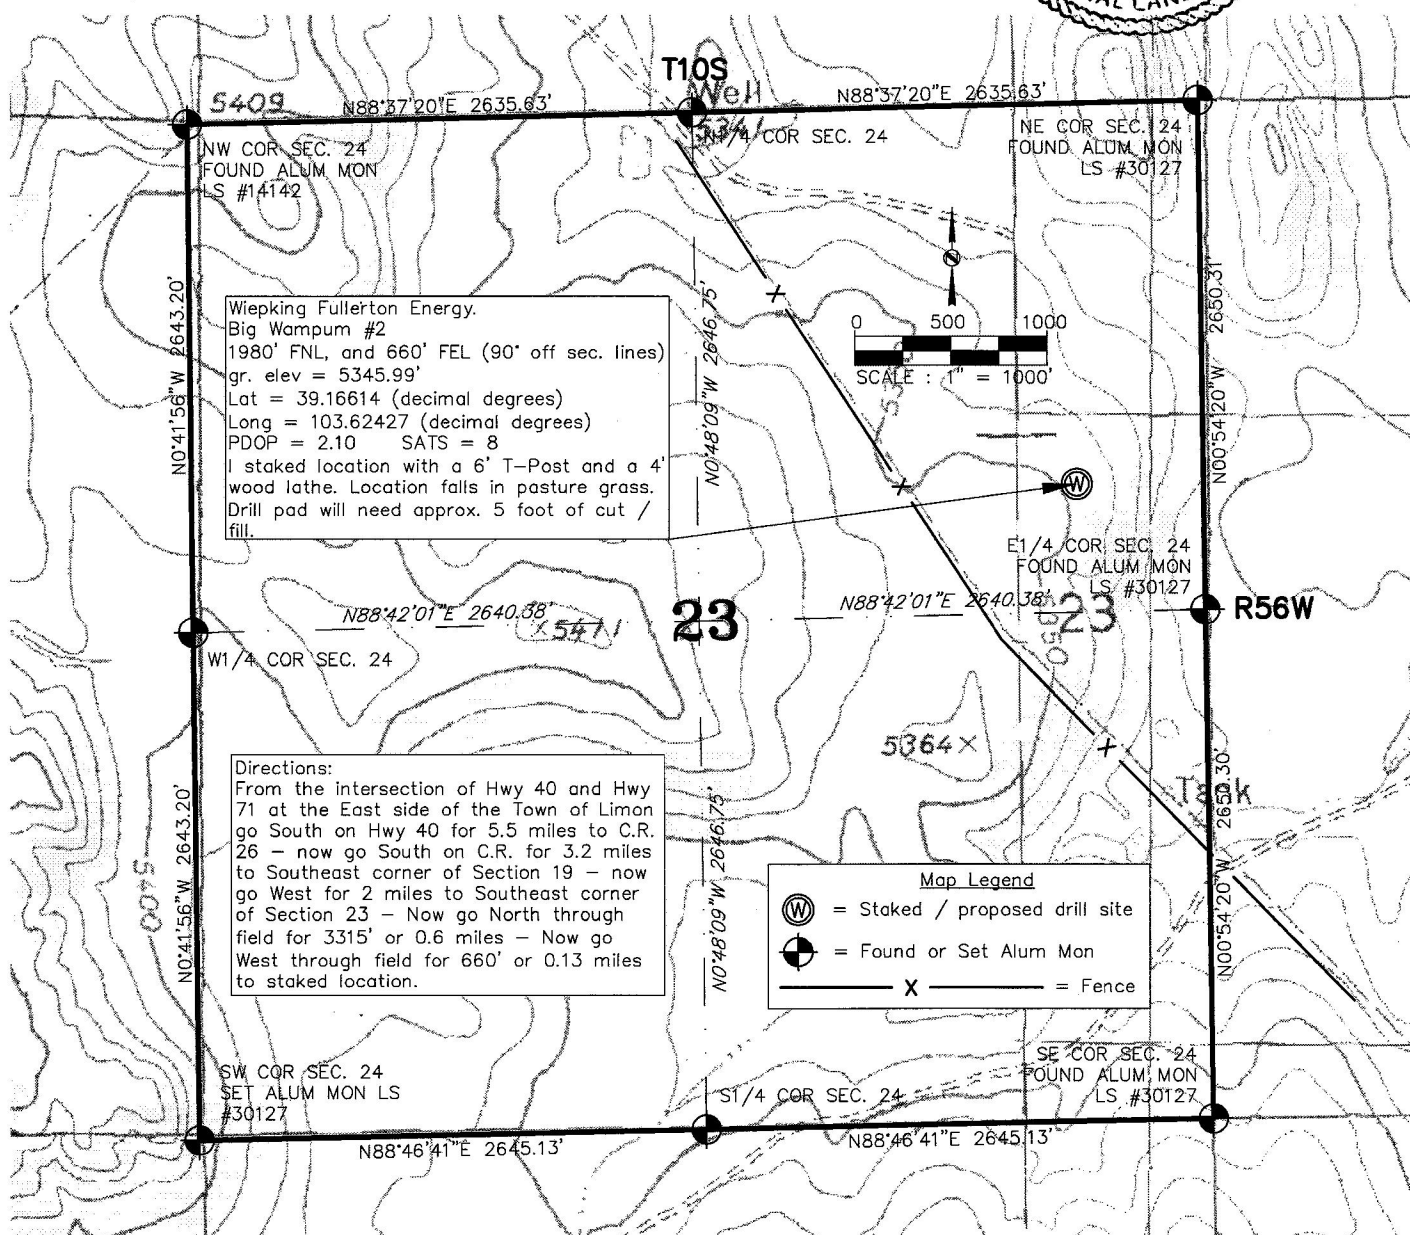 AL LAN
T10S
Well
5409
N88°37'20"E 2635.63'
N88°37'20"E 2635.63'
NW COR SEC. 24
FOUND ALUM MON
LS #14142
N1/4 COR SEC. 24
NE COR SEC. 24
FOUND ALUM MON
LS #30127
N0°41'56"W 2643.20'
N0°48'09"W 2646.75'
N00°54'20"W 2650.31'
Wiepking Fullerton Energy.
Big Wampum #2
1980' FNL, and 660' FEL (90° off sec. lines)
gr. elev = 5345.99'
Lat = 39.16614 (decimal degrees)
Long = 103.62427 (decimal degrees)
PDOP = 2.10 SATS = 8
I staked location with a 6' T-Post and a 4'
wood lathe. Location falls in pasture grass.
Drill pad will need approx. 5 foot of cut /
fill.
N
0 500 1000
SCALE : 1" = 1000'
X
X
W
E1/4 COR SEC. 24
FOUND ALUM MON
LS #30127
N88°42'01"E 2640.38'
X5411
23
N88°42'01"E 2640.38'
23
5350
R56W
W1/4 COR SEC. 24
5364 X
X
Tank
Directions:
From the intersection of Hwy 40 and Hwy
71 at the East side of the Town of Limon
go South on Hwy 40 for 5.5 miles to C.R.
26 – now go South on C.R. for 3.2 miles
to Southeast corner of Section 19 – now
go West for 2 miles to Southeast corner
of Section 23 – Now go North through
field for 3315' or 0.6 miles – Now go
West through field for 660' or 0.13 miles
to staked location.
5400
N0°41'56"W 2643.20'
N0°48'09"W 2646.75'
N00°54'20"W 2650.30'
Map Legend
W = Staked / proposed drill site
= Found or Set Alum Mon
X = Fence
SW COR SEC. 24
SET ALUM MON LS
#30127
S1/4 COR SEC. 24
SE COR SEC. 24
FOUND ALUM MON
LS #30127
N88°46'41"E 2645.13'
N88°46'41"E 2645.13'